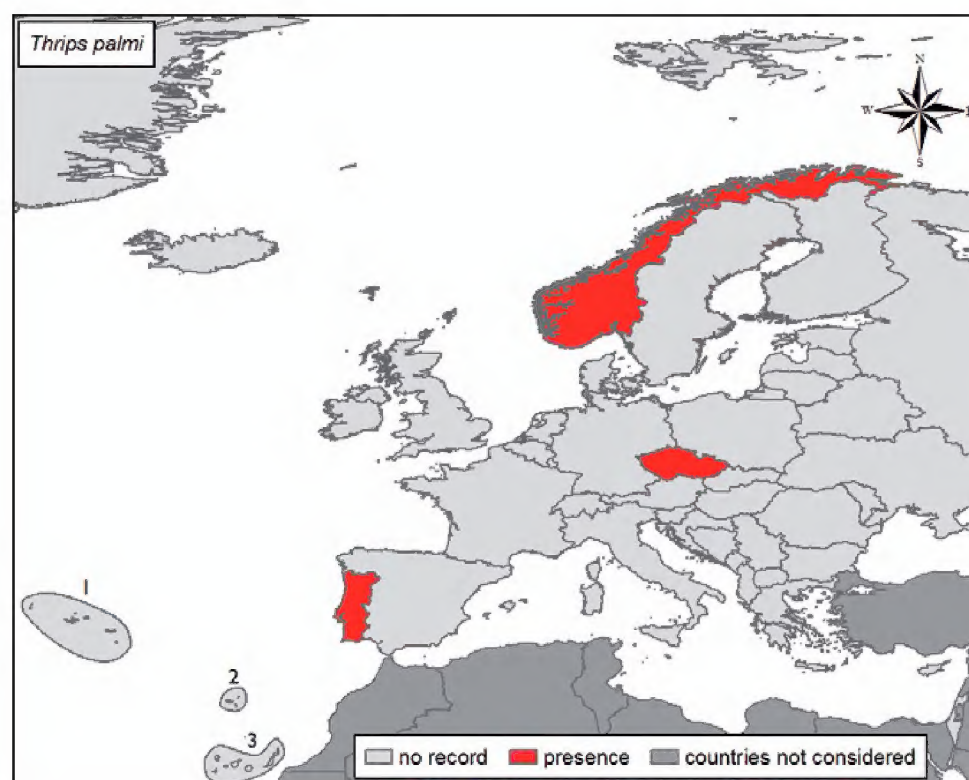 Thrips palmi
N
W
E
S
1
2
3
no record presence countries not considered